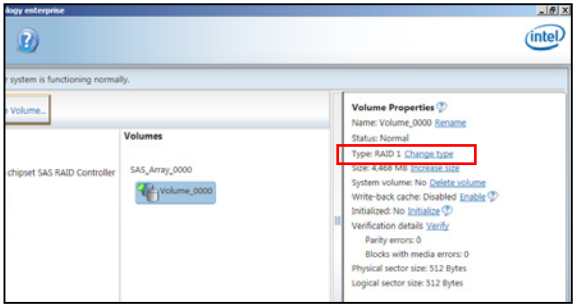 logy enterprise
intel
r system is functioning normally.
e Volume...
Volumes
chipset SAS RAID Controller
SAS_Array_0000
Volume_0000
Volume Properties
Name: Volume_0000 Rename
Status: Normal
Type: RAID 1 Change type
Size: 4,468 MB Increase size
System volume: No Delete volume
Write-back cache: Disabled Enable
Initialized: No Initialize
Verification details Verify
Parity errors: 0
Blocks with media errors: 0
Physical sector size: 512 Bytes
Logical sector size: 512 Bytes